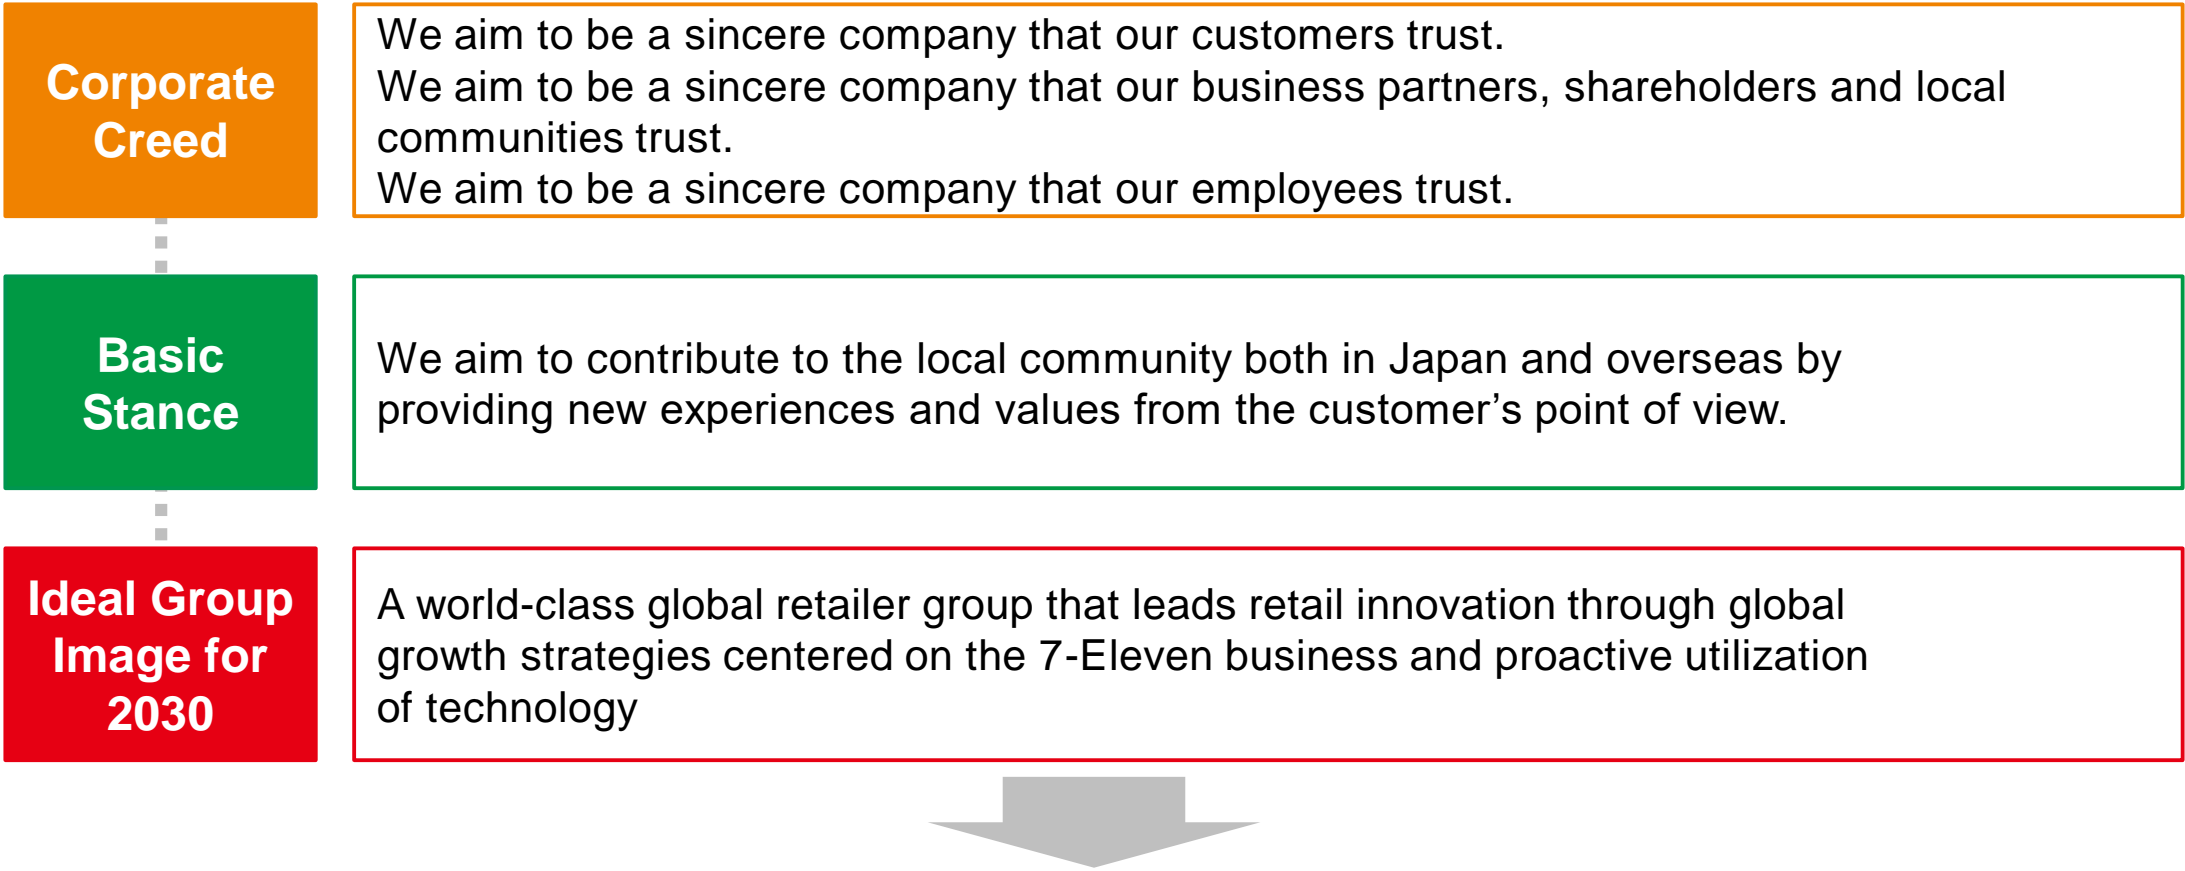 Corporate
Creed
We aim to be a sincere company that our customers trust.
We aim to be a sincere company that our business partners, shareholders and local
communities trust.
We aim to be a sincere company that our employees trust.
Basic
Stance
We aim to contribute to the local community both in Japan and overseas by
providing new experiences and values from the customer’s point of view.
Ideal Group
Image for
2030
A world-class global retailer group that leads retail innovation through global
growth strategies centered on the 7-Eleven business and proactive utilization
of technology